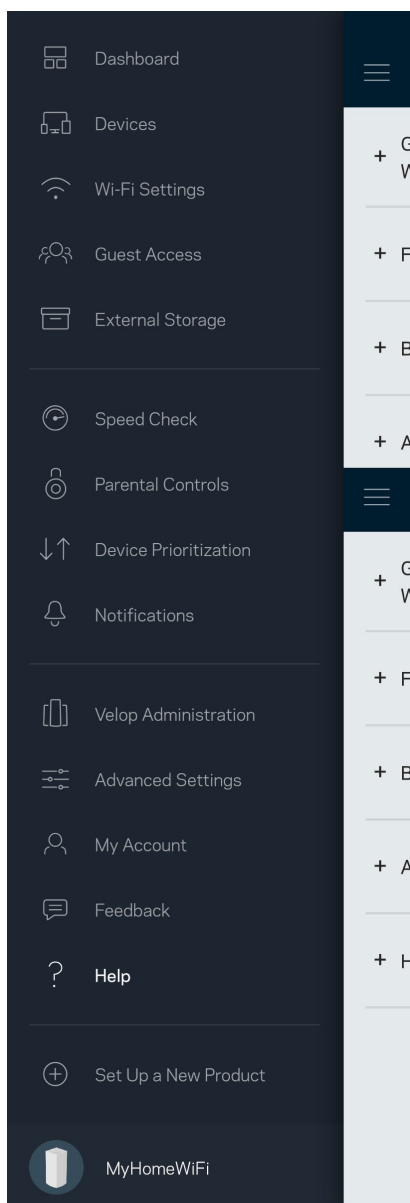 Dashboard
Devices
Wi-Fi Settings
Guest Access
External Storage
Speed Check
Parental Controls
Device Prioritization
Notifications
Velop Administration
Advanced Settings
My Account
Feedback
? Help
Set Up a New Product
MyHomeWiFi